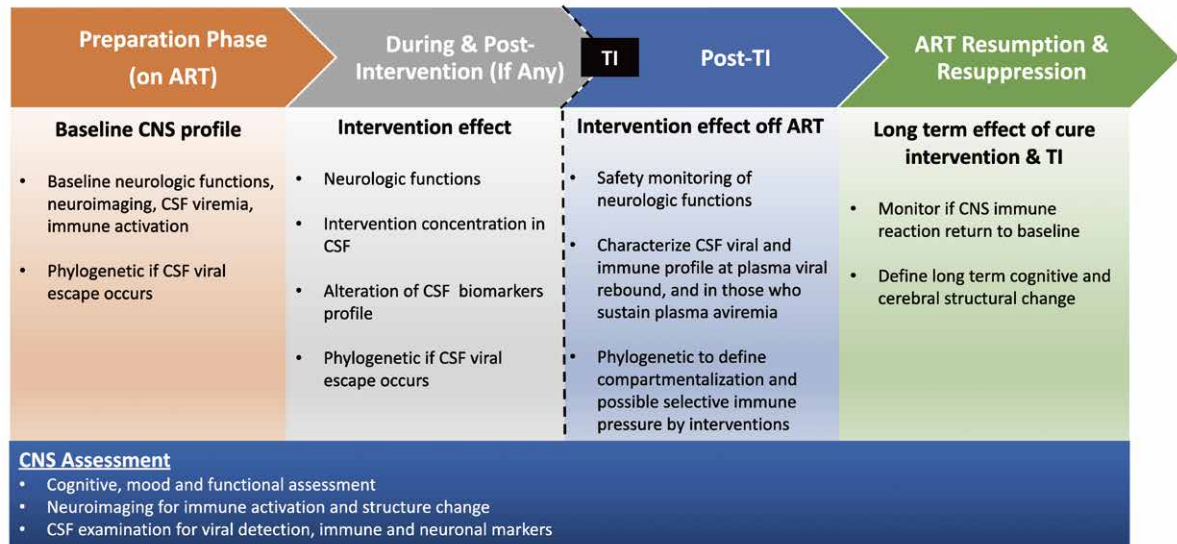 Preparation Phase
(on ART)
During & Post-
Intervention (If Any)
TI
Post-TI
ART Resumption &
Resuppression
Baseline CNS profile
• Baseline neurologic functions,
neuroimaging, CSF viremia,
immune activation
• Phylogenetic if CSF viral
escape occurs
Intervention effect
• Neurologic functions
• Intervention concentration in
CSF
• Alteration of CSF biomarkers
profile
• Phylogenetic if CSF viral
escape occurs
Intervention effect off ART
• Safety monitoring of
neurologic functions
• Characterize CSF viral and
immune profile at plasma viral
rebound, and in those who
sustain plasma aviremia
• Phylogenetic to define
compartmentalization and
possible selective immune
pressure by interventions
Long term effect of cure
intervention & TI
• Monitor if CNS immune
reaction return to baseline
• Define long term cognitive and
cerebral structural change
CNS Assessment
• Cognitive, mood and functional assessment
• Neuroimaging for immune activation and structure change
• CSF examination for viral detection, immune and neuronal markers